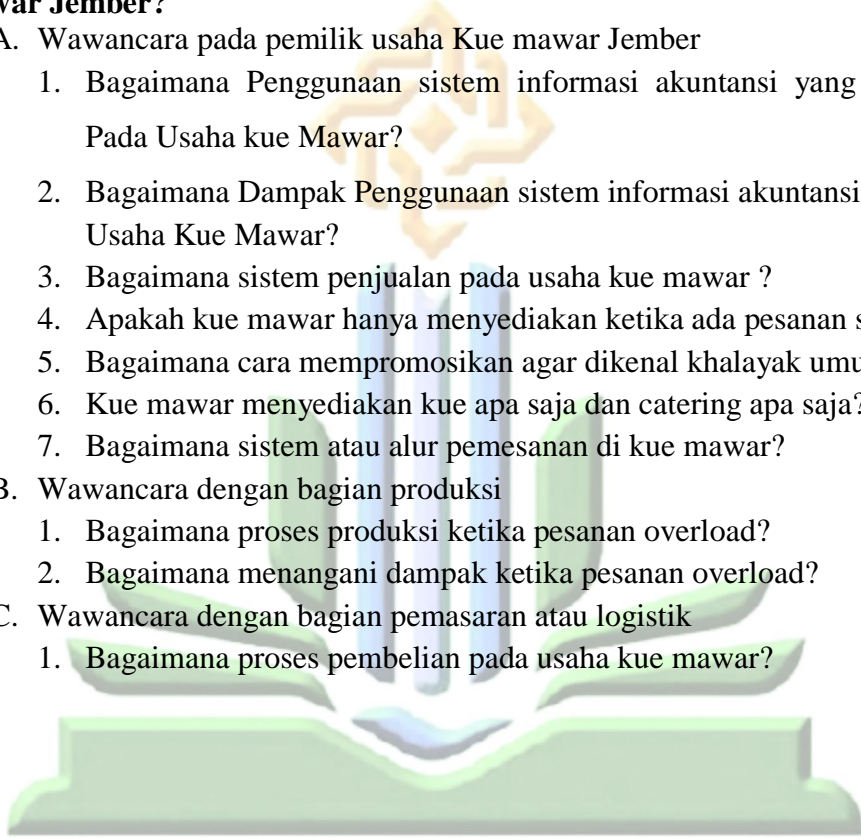 Jember?
A. Wawancara pada pemilik usaha Kue mawar Jember
1. Bagaimana Penggunaan sistem informasi akuntansi yang
Pada Usaha kue Mawar?
2. Bagaimana Dampak Penggunaan sistem informasi akuntansi
Usaha Kue Mawar?
3. Bagaimana sistem penjualan pada usaha kue mawar ?
4. Apakah kue mawar hanya menyediakan ketika ada pesanan
5. Bagaimana cara mempromosikan agar dikenal khalayak
6. Kue mawar menyediakan kue apa saja dan catering apa saja?
7. Bagaimana sistem atau alur pemesanan di kue mawar?
B. Wawancara dengan bagian produksi
1. Bagaimana proses produksi ketika pesanan overload?
2. Bagaimana menangani dampak ketika pesanan overload?
C. Wawancara dengan bagian pemasaran atau logistik
1. Bagaimana proses pembelian pada usaha kue mawar?